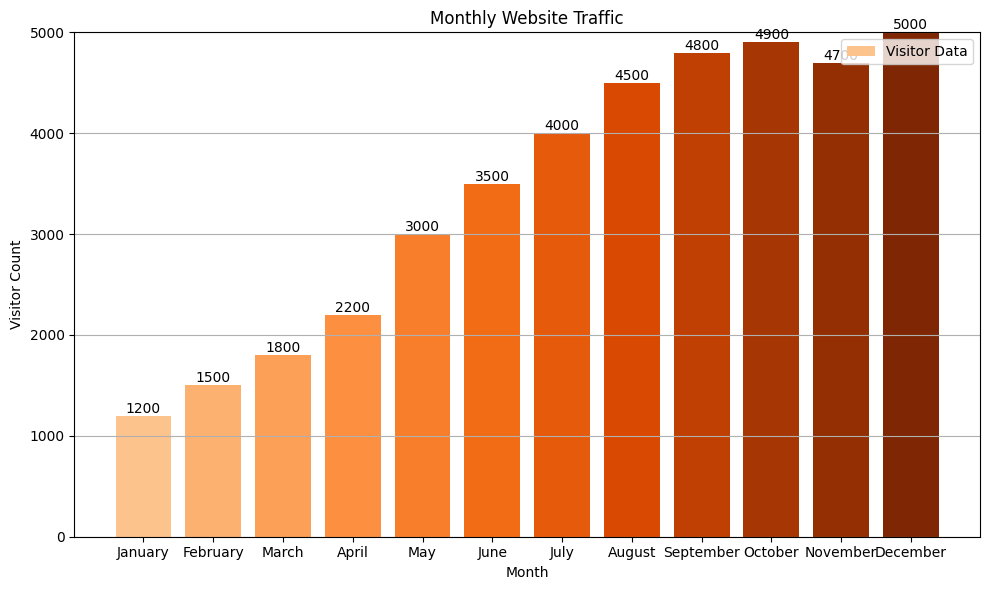 Monthly Website Traffic
Visitor Data
5000
4000
3000
2000
1000
0
Visitor Count
1200
1500
1800
2200
3000
3500
4000
4500
4800
4900
4700
5000
January
February
March
April
May
June
July
August
September
October
November
December
Month